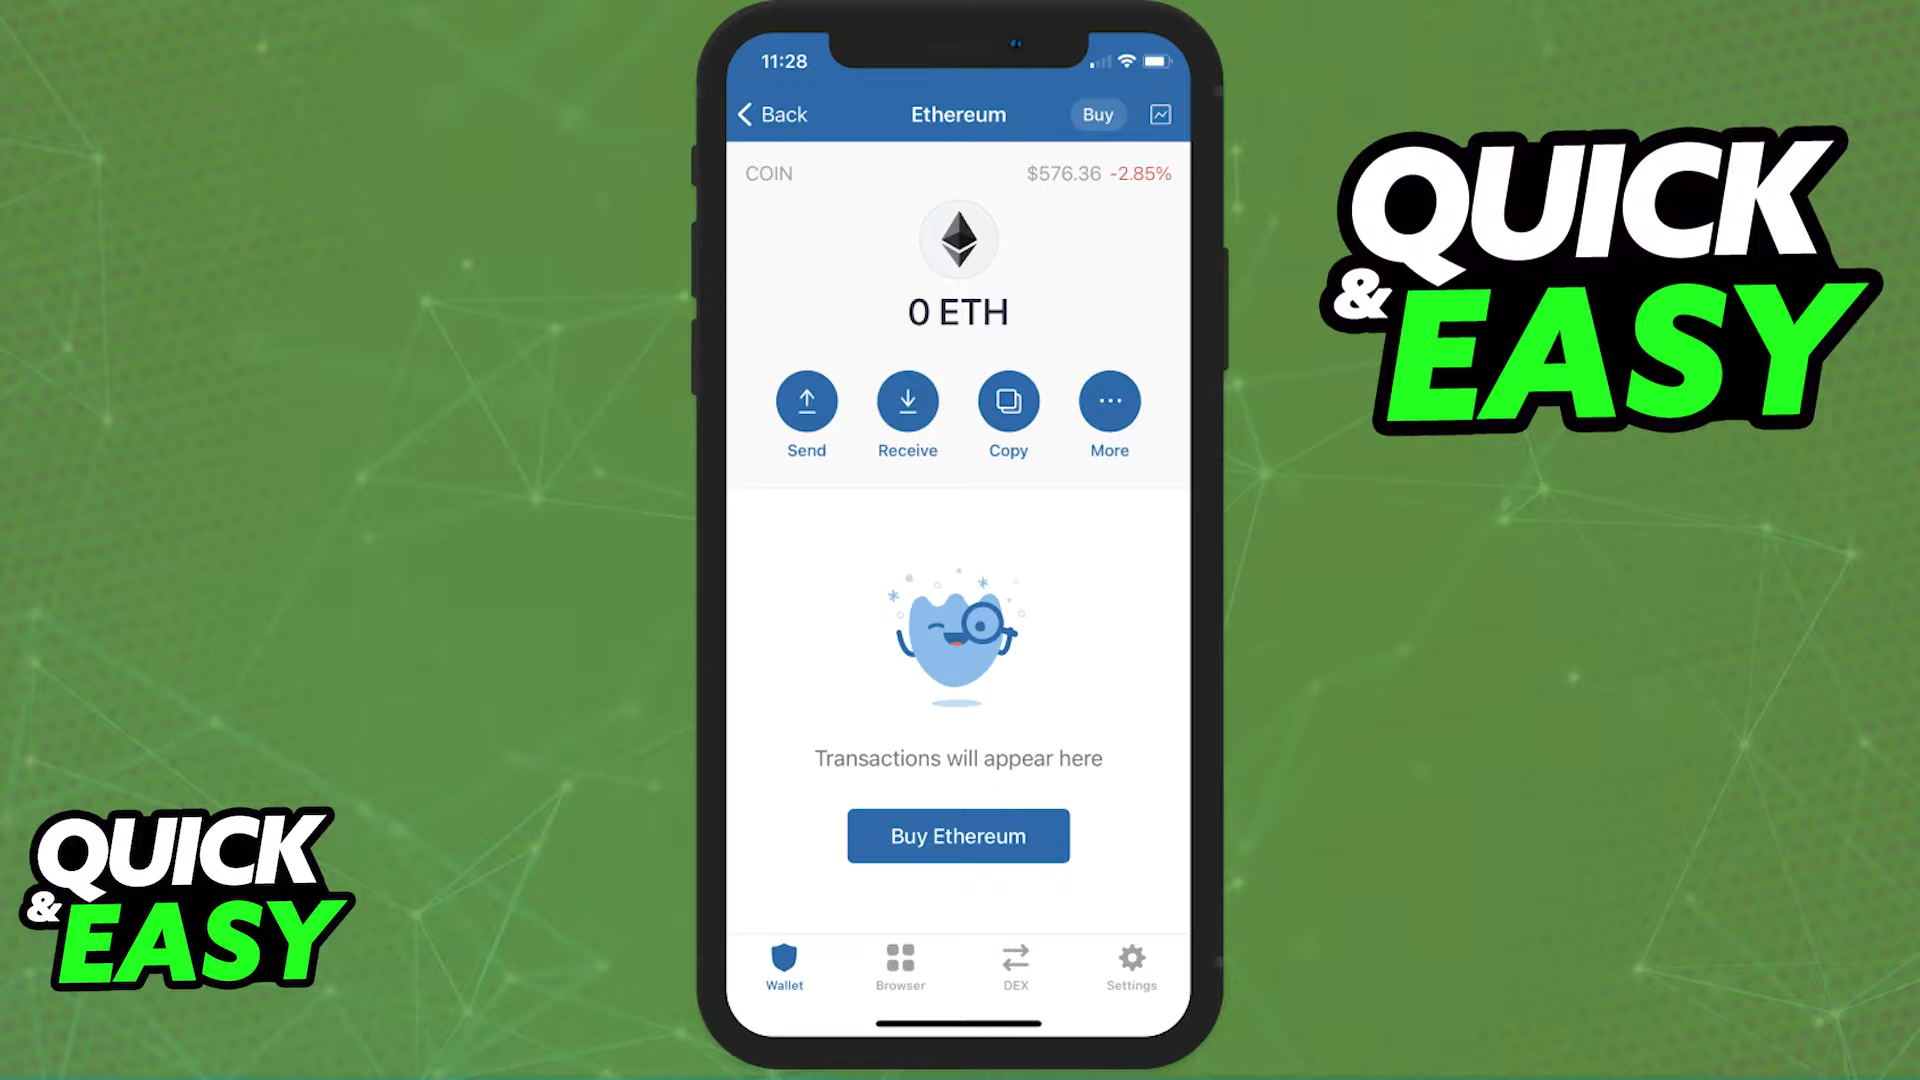 11:28
Back
Ethereum
Buy
COIN
$576.36 -2.85%
0 ETH
Send
Receive
Copy
More
Transactions will appear here
Buy Ethereum
Wallet
Browser
DEX
Settings
QUICK
& EASY
QUICK
& EASY